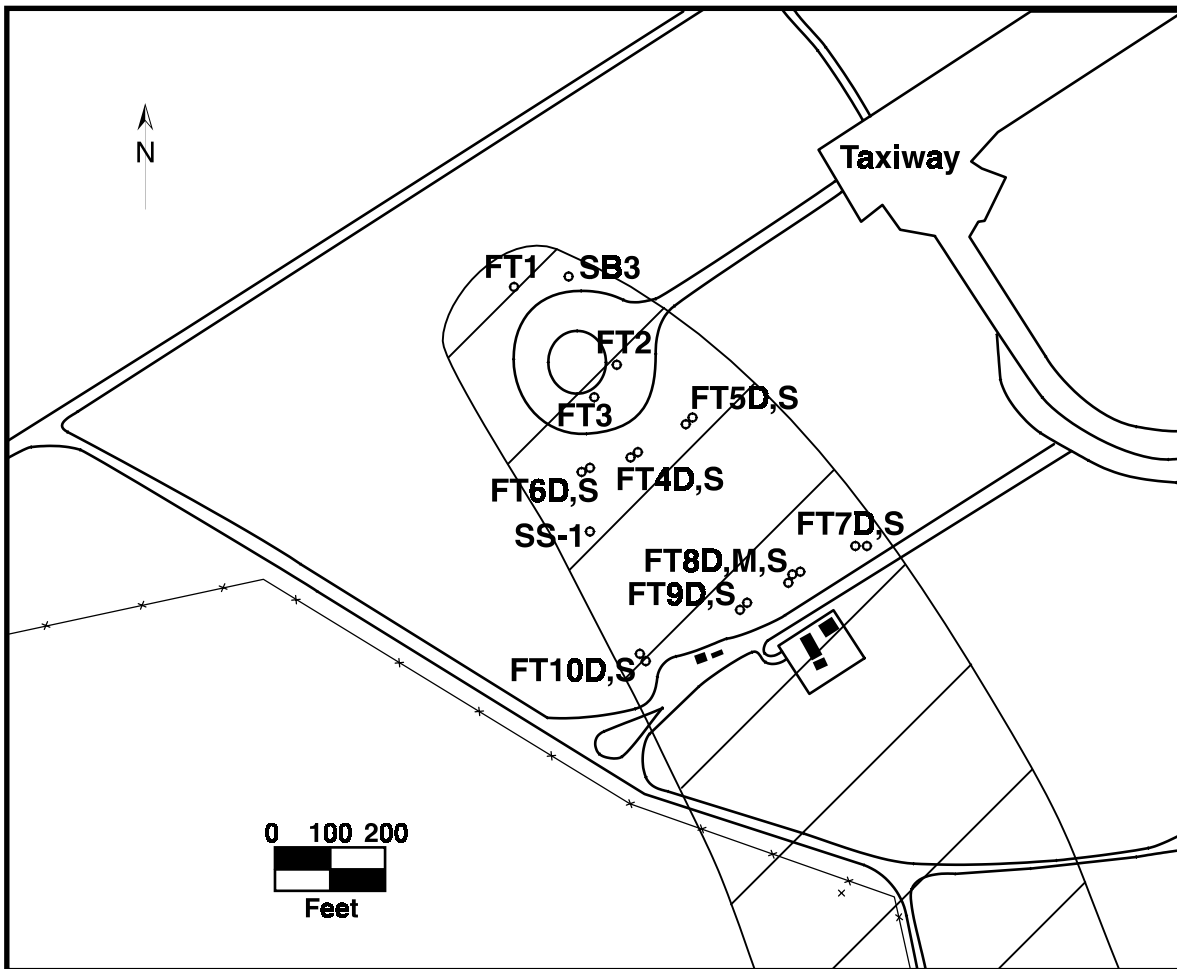 N
Taxiway
FT1
SB3
FT2
FT3
FT5D,S
FT4D,S
FT6D,S
SS-1
FT7D,S
FT8D,M,S
FT9D,S
FT10D,S
0 100 200
Feet